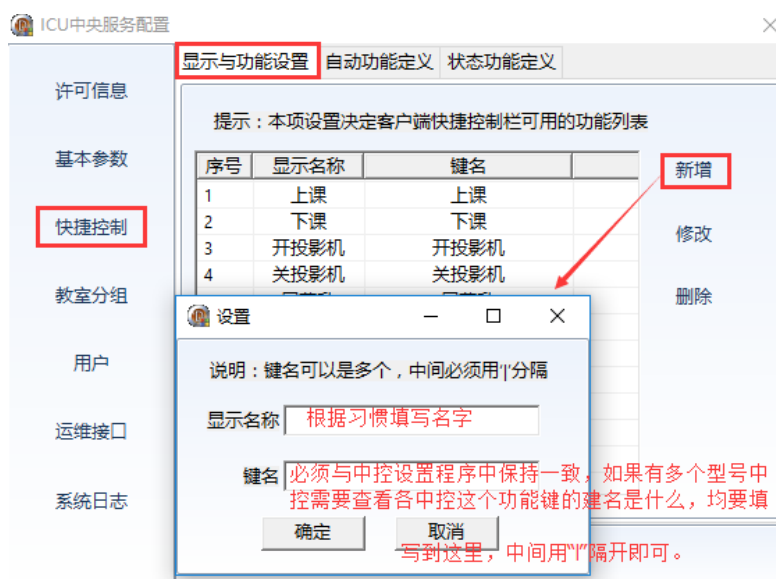 ICU中央服务配置
显示与功能设置 自动功能定义 状态功能定义
许可信息
基本参数
快捷控制
教室分组
用户
运维接口
系统日志
提示：本项设置决定客户端快捷控制栏可用的功能列表
序号 显示名称 键名
1 上课 上课
2 下课 下课
3 开投影机 开投影机
4 关投影机 关投影机
新增
修改
删除
设置
说明：键名可以是多个，中间必须用'|'分隔
显示名称 根据习惯填写名字
键名 必须与中控设置程序中保持一致，如果有多个型号中
控需要查看各中控这个功能键的建名是什么，均要填
确定 取消
写到这里，中间用“|”隔开即可。